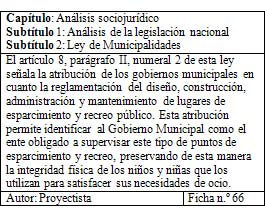 Capítulo: Análisis sociojurídico
Subtítulo 1: Análisis de la legislación nacional
Subtítulo 2: Ley de Municipalidades
El artículo 8, parágrafo II, numeral 2 de esta ley
señala la atribución de los gobiernos municipales en
cuanto la reglamentación del diseño, construcción,
administración y mantenimiento de lugares de
esparcimiento y recreo público. Esta atribución
permite identificar al Gobierno Municipal como el
ente obligado a supervisar este tipo de puntos de
esparcimiento y recreo, preservando de esta manera
la integridad física de los niños y niñas que los
utilizan para satisfacer sus necesidades de ocio.
Autor: Proyectista Ficha n.º 66